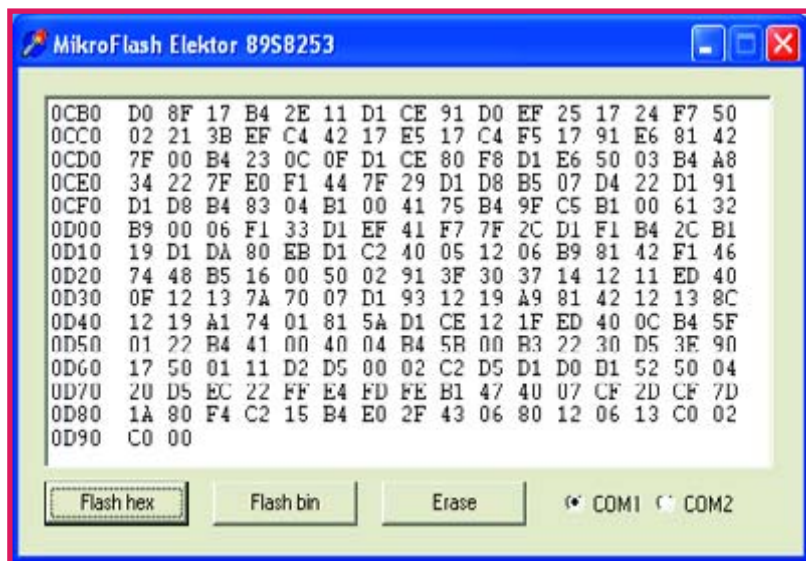 MikroFlash Elektor 89S8253
0CB0 D0 8F 17 B4 2E 11 D1 CE 91 D0 EF 25 17 24 F7 50
0CC0 02 21 3B EF C4 42 17 E5 17 C4 F5 17 91 E6 81 42
0CD0 7F 00 B4 23 0C 0F D1 CE 80 F8 D1 E6 50 03 B4 A8
0CE0 34 22 7F E0 F1 44 7F 29 D1 D8 B5 07 D4 22 D1 91
0CF0 D1 D8 B4 83 04 B1 00 41 75 B4 9F C5 B1 00 61 32
0D00 B9 00 06 F1 33 D1 EF 41 F7 7F 2C D1 F1 B4 2C B1
0D10 19 D1 DA 80 EB D1 C2 40 05 12 06 B9 81 42 F1 46
0D20 74 48 B5 16 00 50 02 91 3F 30 37 14 12 11 ED 40
0D30 0F 12 13 7A 70 07 D1 93 12 19 A9 81 42 12 13 8C
0D40 12 19 A1 74 01 81 5A D1 CE 12 1F ED 40 0C B4 5F
0D50 01 22 B4 41 00 40 04 B4 5B 00 B3 22 30 D5 3E 90
0D60 17 50 01 11 D2 D5 00 02 C2 D5 D1 D0 B1 52 50 04
0D70 20 D5 EC 22 FF E4 FD FE B1 47 40 07 CF 2D CF 7D
0D80 1A 80 F4 C2 15 B4 E0 2F 43 06 80 12 06 13 C0 02
0D90 C0 00
Flash hex Flash bin Erase COM1 COM2